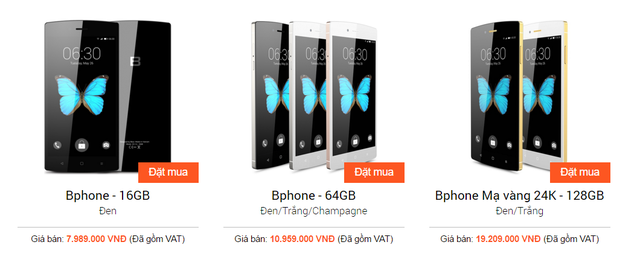 06:30
B
Đặt mua
Bphone - 16GB
Đen
Giá bán: 7.989.000 VNĐ (Đã gồm VAT)
06:30
Đặt mua
Bphone - 64GB
Đen/Trắng/Champagne
Giá bán: 10.959.000 VNĐ (Đã gồm VAT)
06:30
Đặt mua
Bphone Mạ vàng 24K - 128GB
Đen/Trắng
Giá bán: 19.209.000 VNĐ (Đã gồm VAT)